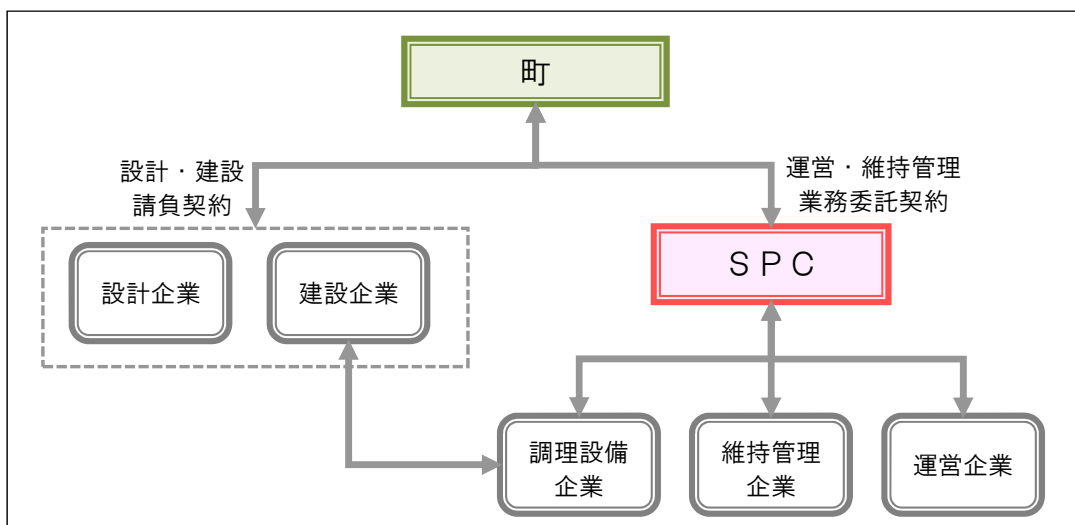 町
設計・建設
請負契約
運営・維持管理
業務委託契約
ＳＰＣ
設計企業
建設企業
調理設備
企業
維持管理
企業
運営企業